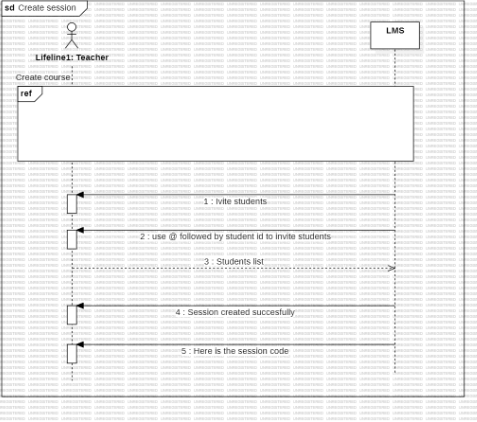 sd Create session
LMS
Lifeline1: Teacher
Create course
ref
1 : Ivite students
2 : use @ followed by student id to invite students
3 : Students list
4 : Session created succesfully
5 : Here is the session code